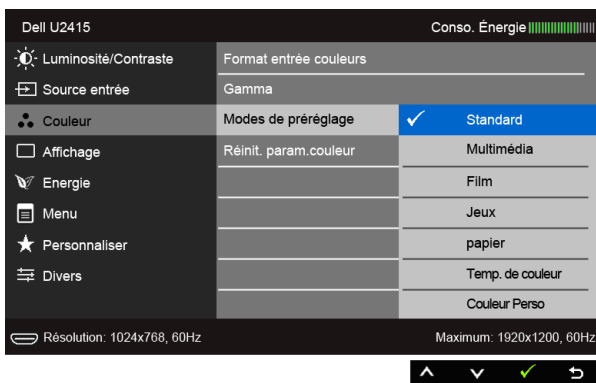 Dell U2415
Conso. Énergie
Luminosité/Contraste
Format entrée couleurs
Source entrée
Gamma
Couleur
Modes de préréglage
Standard
Affichage
Réinit. param.couleur
Multimédia
Energie
Film
Menu
Jeux
Personnaliser
papier
Divers
Temp. de couleur
Couleur Perso
Résolution: 1024x768, 60Hz
Maximum: 1920x1200, 60Hz